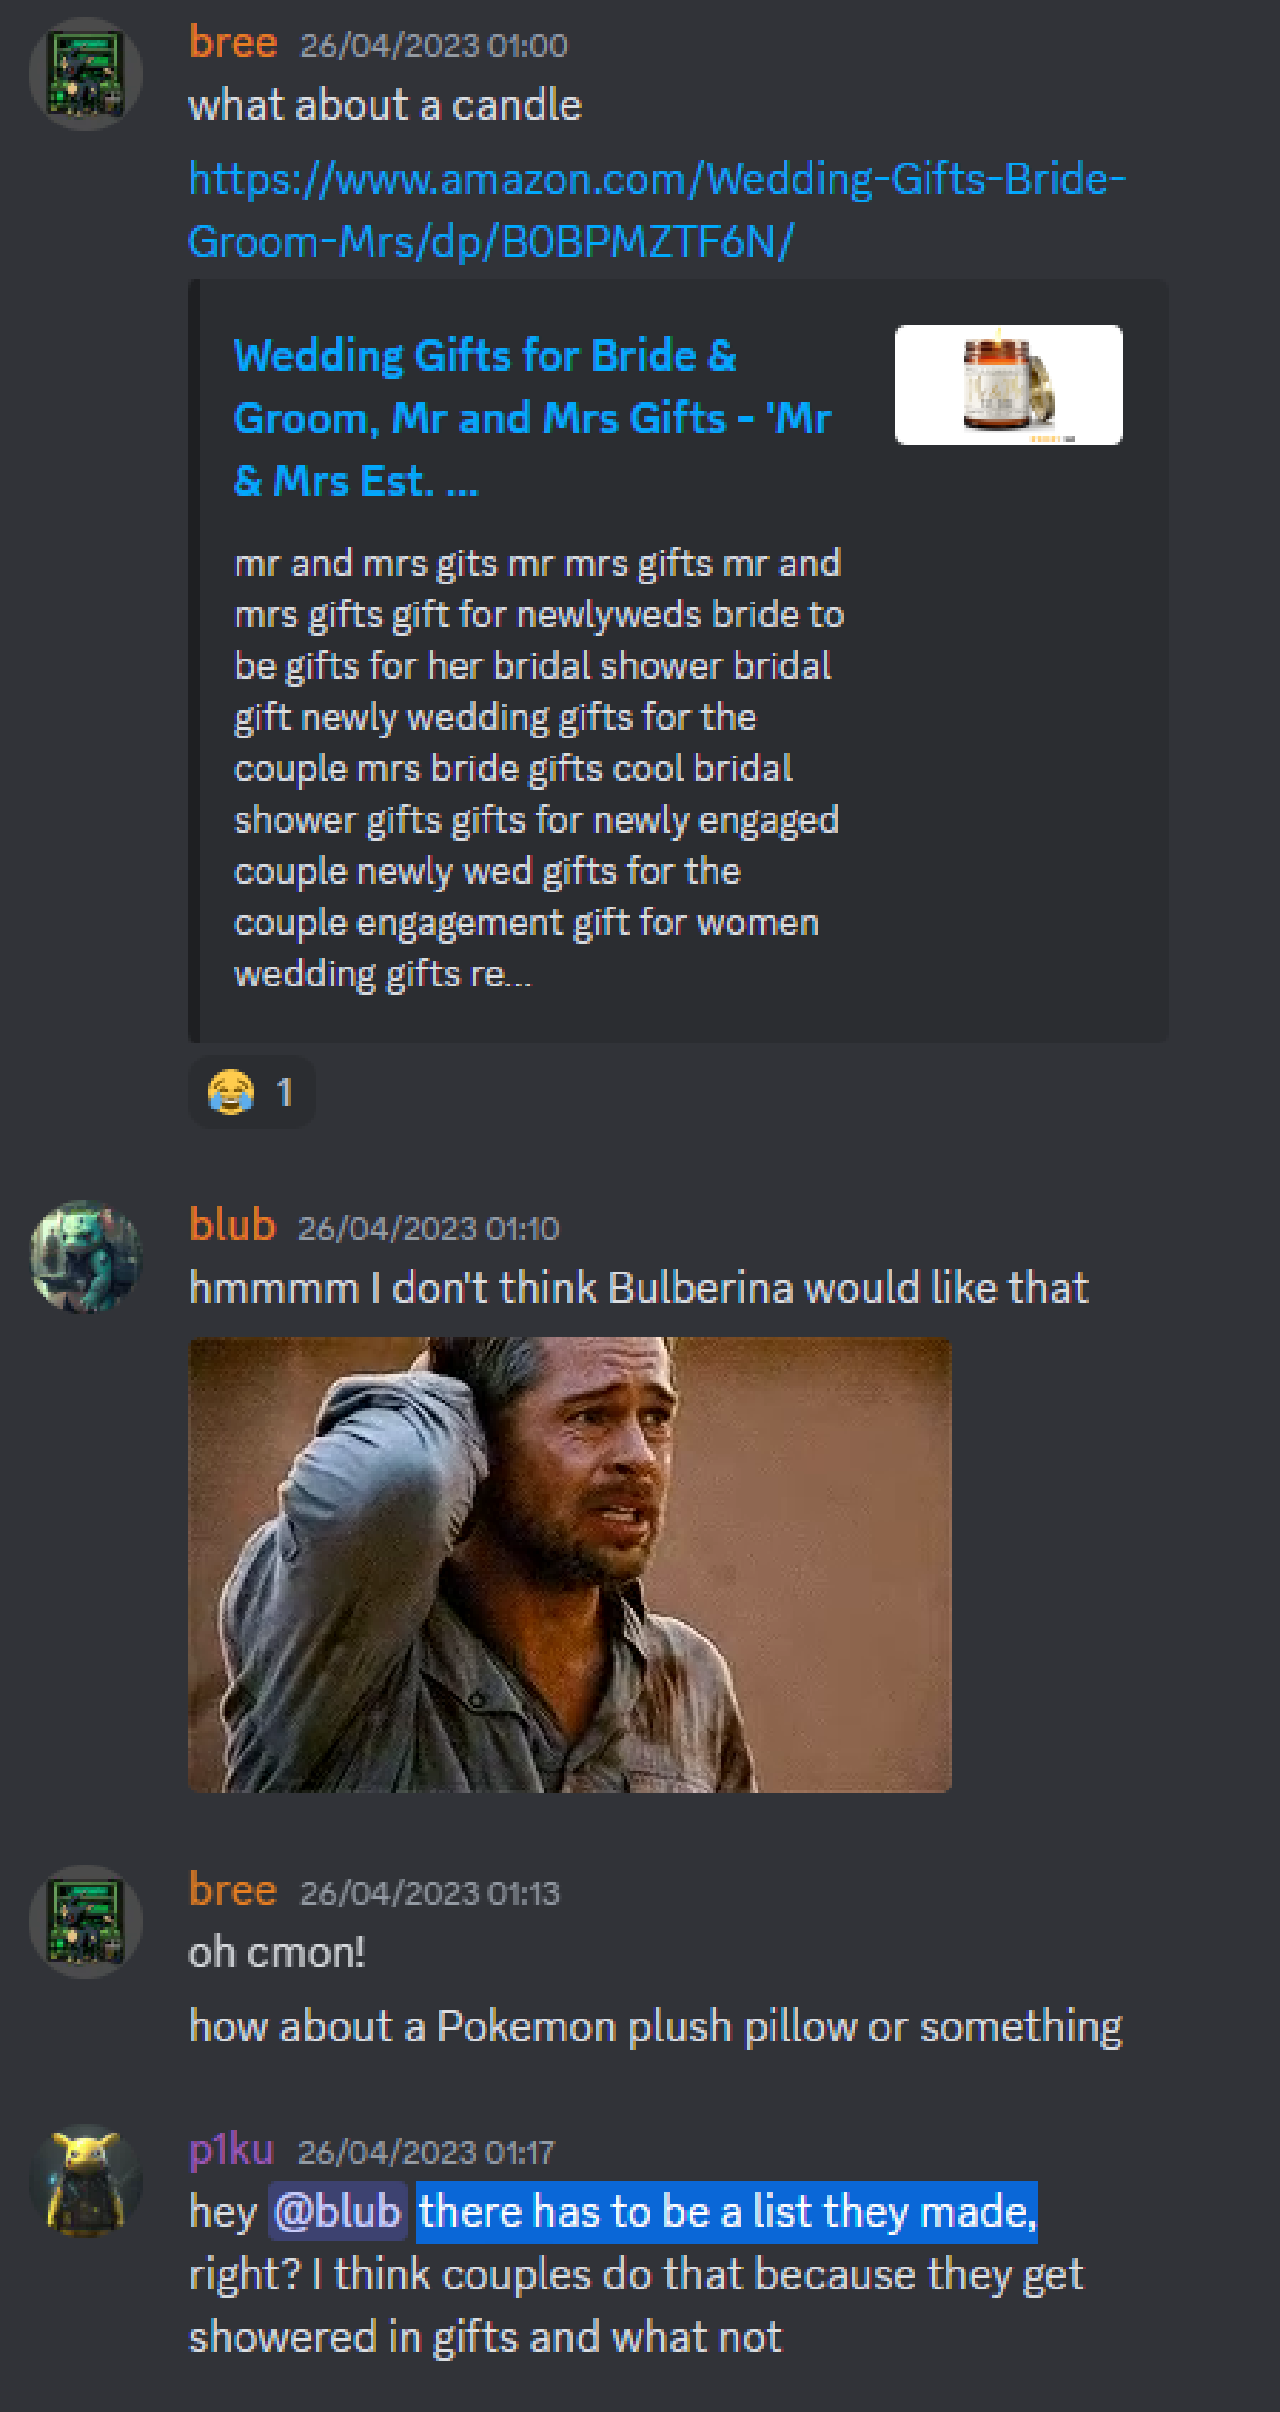 bree 26/04/2023 01:00
what about a candle
https://www.amazon.com/Wedding-Gifts-Bride-
Groom-Mrs/dp/B0BPMZTF6N/
Wedding Gifts for Bride &
Groom, Mr and Mrs Gifts - 'Mr
& Mrs Est. ...
mr and mrs gits mr mrs gifts mr and
mrs gifts gift for newlyweds bride to
be gifts for her bridal shower bridal
gift newly wedding gifts for the
couple mrs bride gifts cool bridal
shower gifts gifts for newly engaged
couple newly wed gifts for the
couple engagement gift for women
wedding gifts re...
1
blub 26/04/2023 01:10
hmmmm I don't think Bulberina would like that
bree 26/04/2023 01:13
oh cmon!
how about a Pokemon plush pillow or something
p1ku 26/04/2023 01:17
hey @blub there has to be a list they made,
right? I think couples do that because they get
showered in gifts and what not